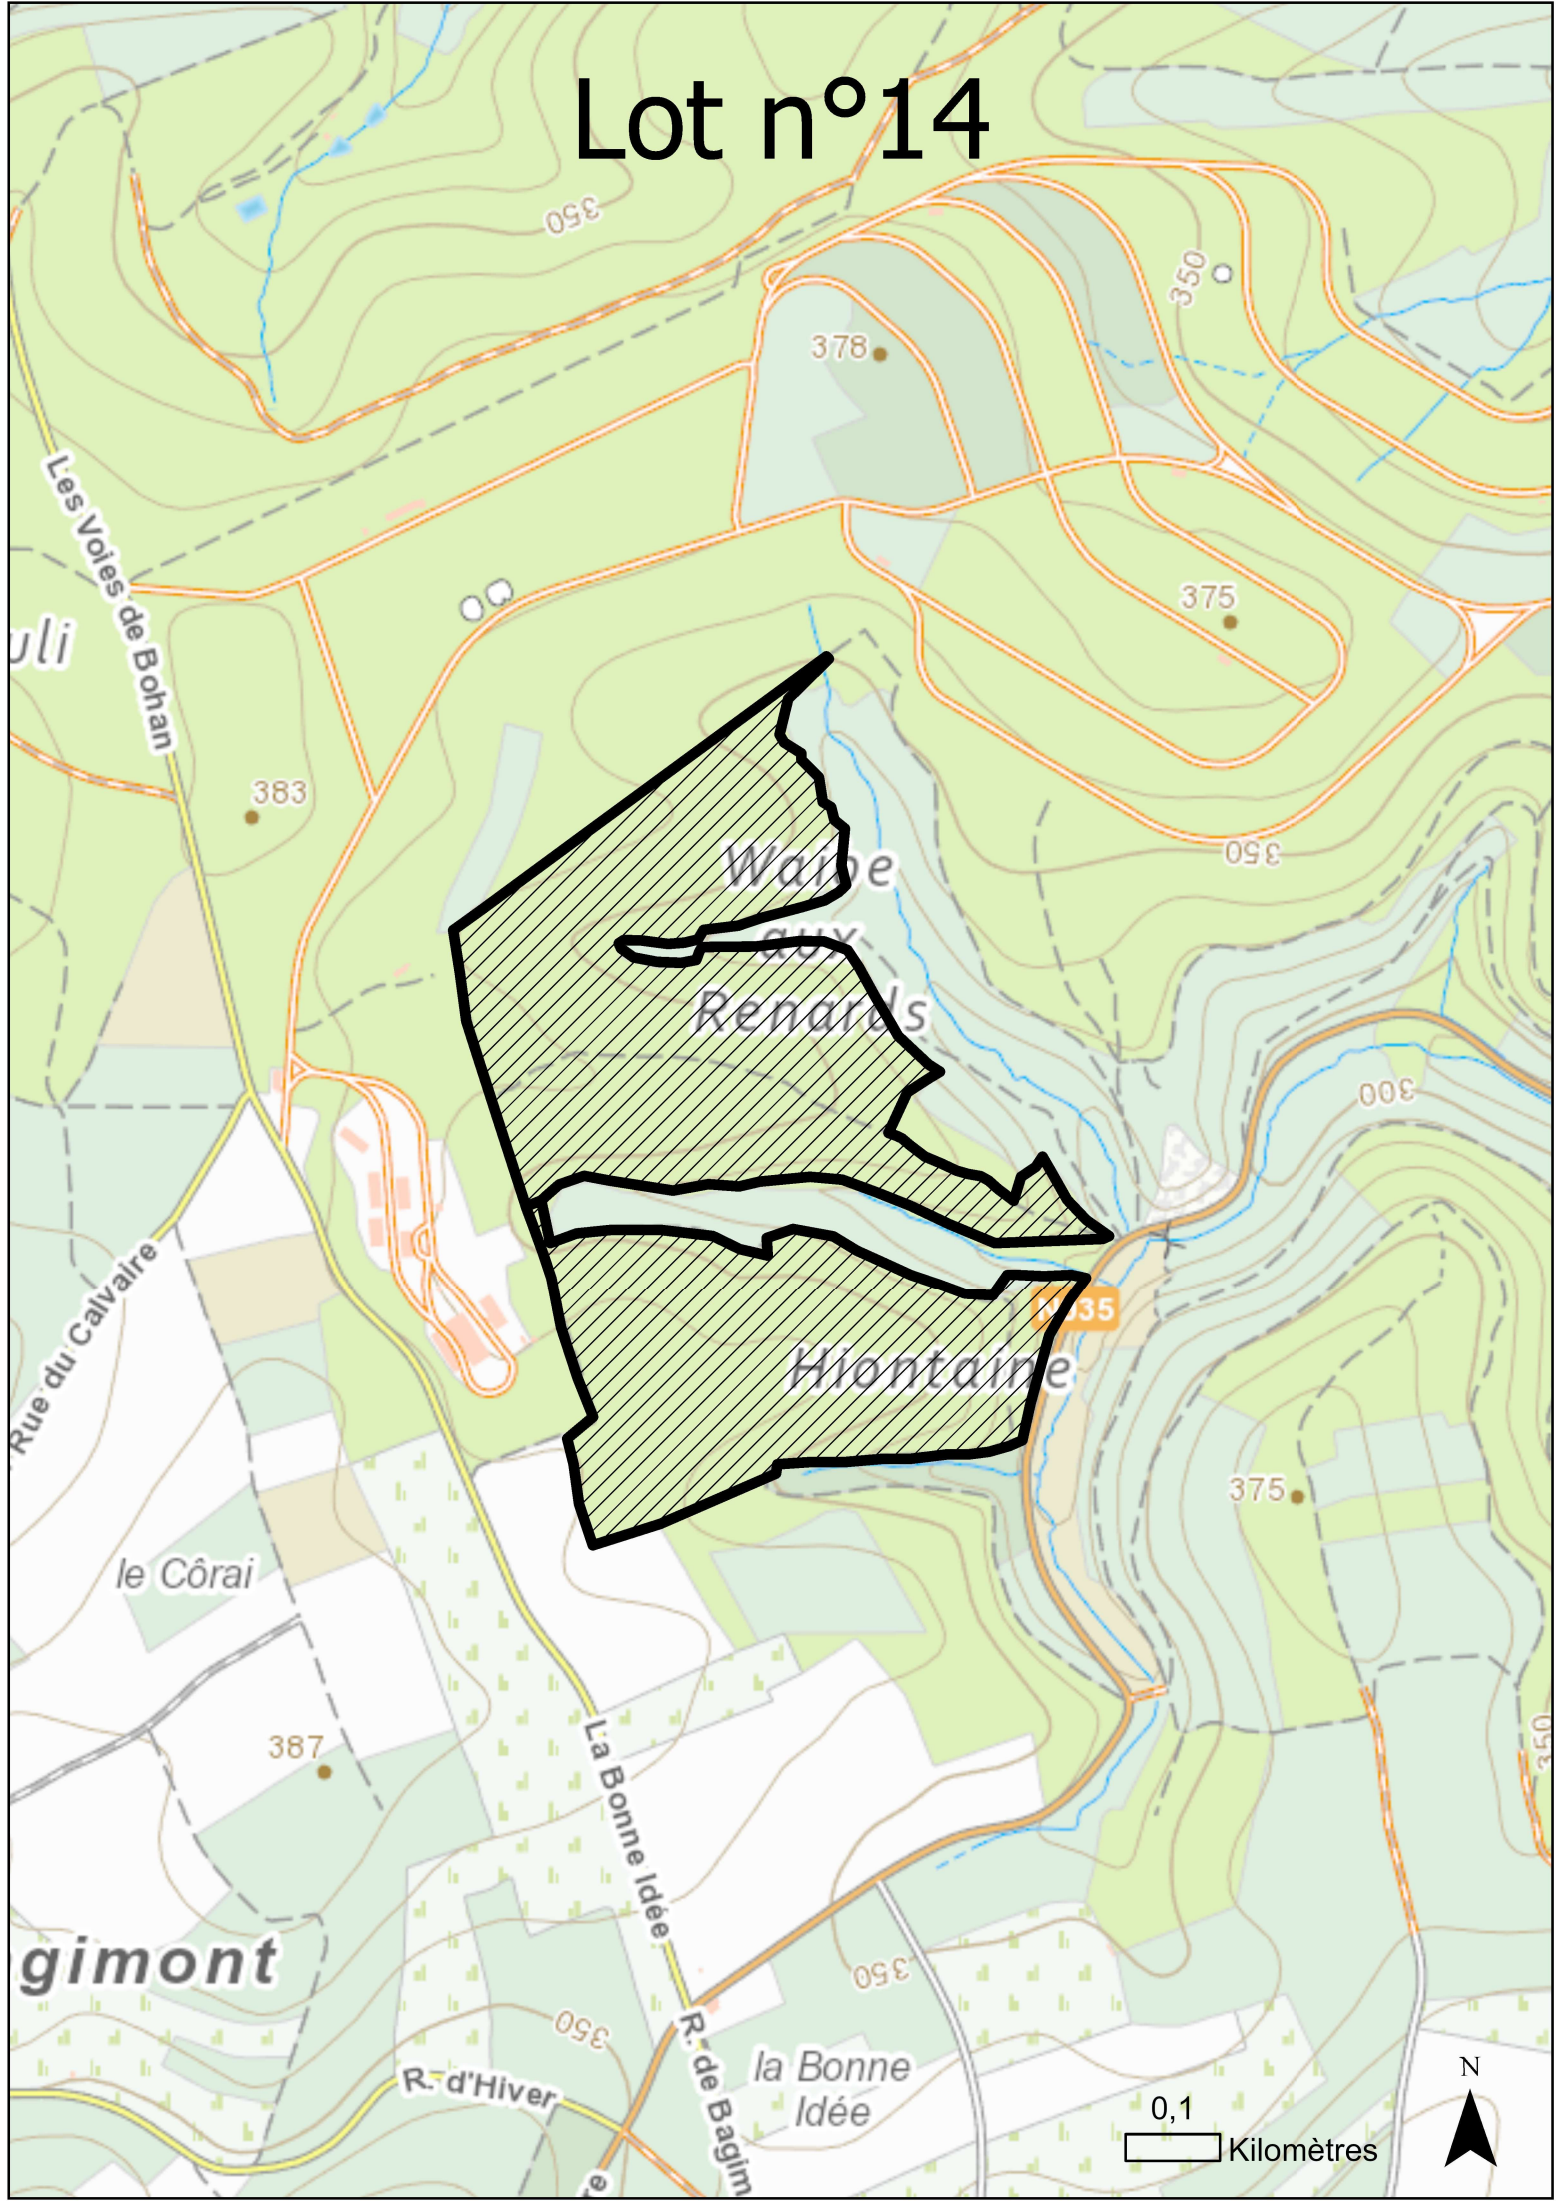 Lot n°14
350
350
378
Les Voies de Bohan
375
uli
383
350
Waibe
aux
Renards
300
Rue du Calvaire
N935
Hiontaine
375
le Côrai
387
La Bonne Idée
350
gimont
350
350
R. d'Hiver
R. de Bagim
la Bonne
Idée
N
0,1
Kilomètres